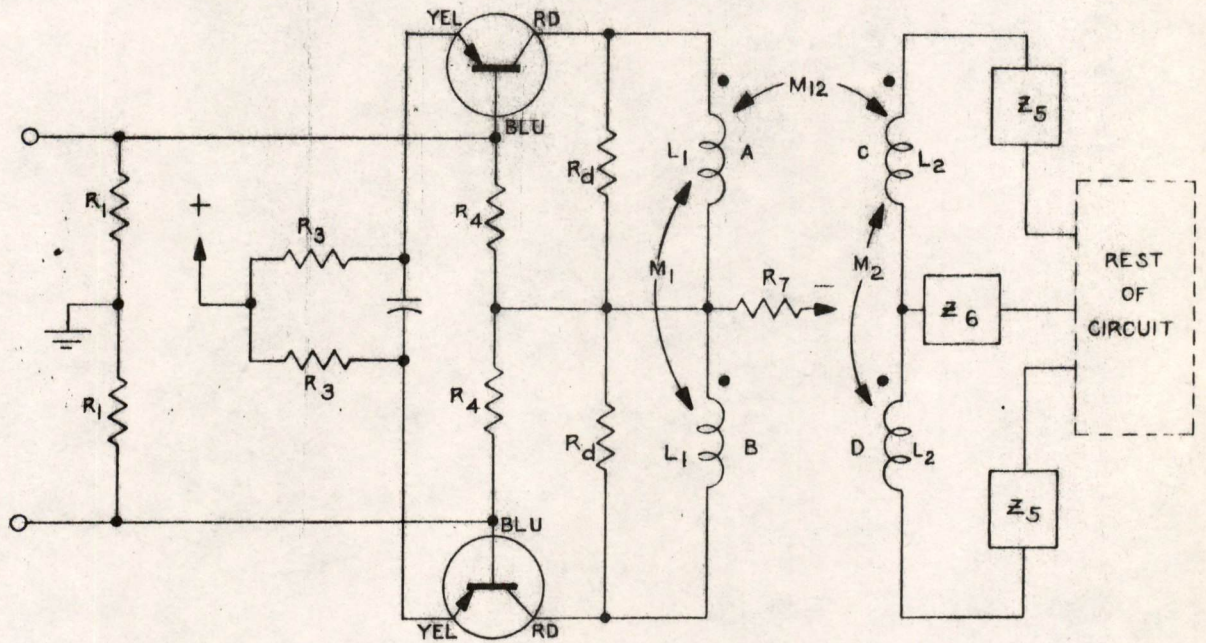 YEL
RD
M12
Z5
BLU
R1
+
R3
R4
Rd
L1
A
C
L2
M1
R7
−
M2
Z6
REST
OF
CIRCUIT
R3
R1
R4
Rd
L1
B
D
L2
BLU
Z5
YEL
RD